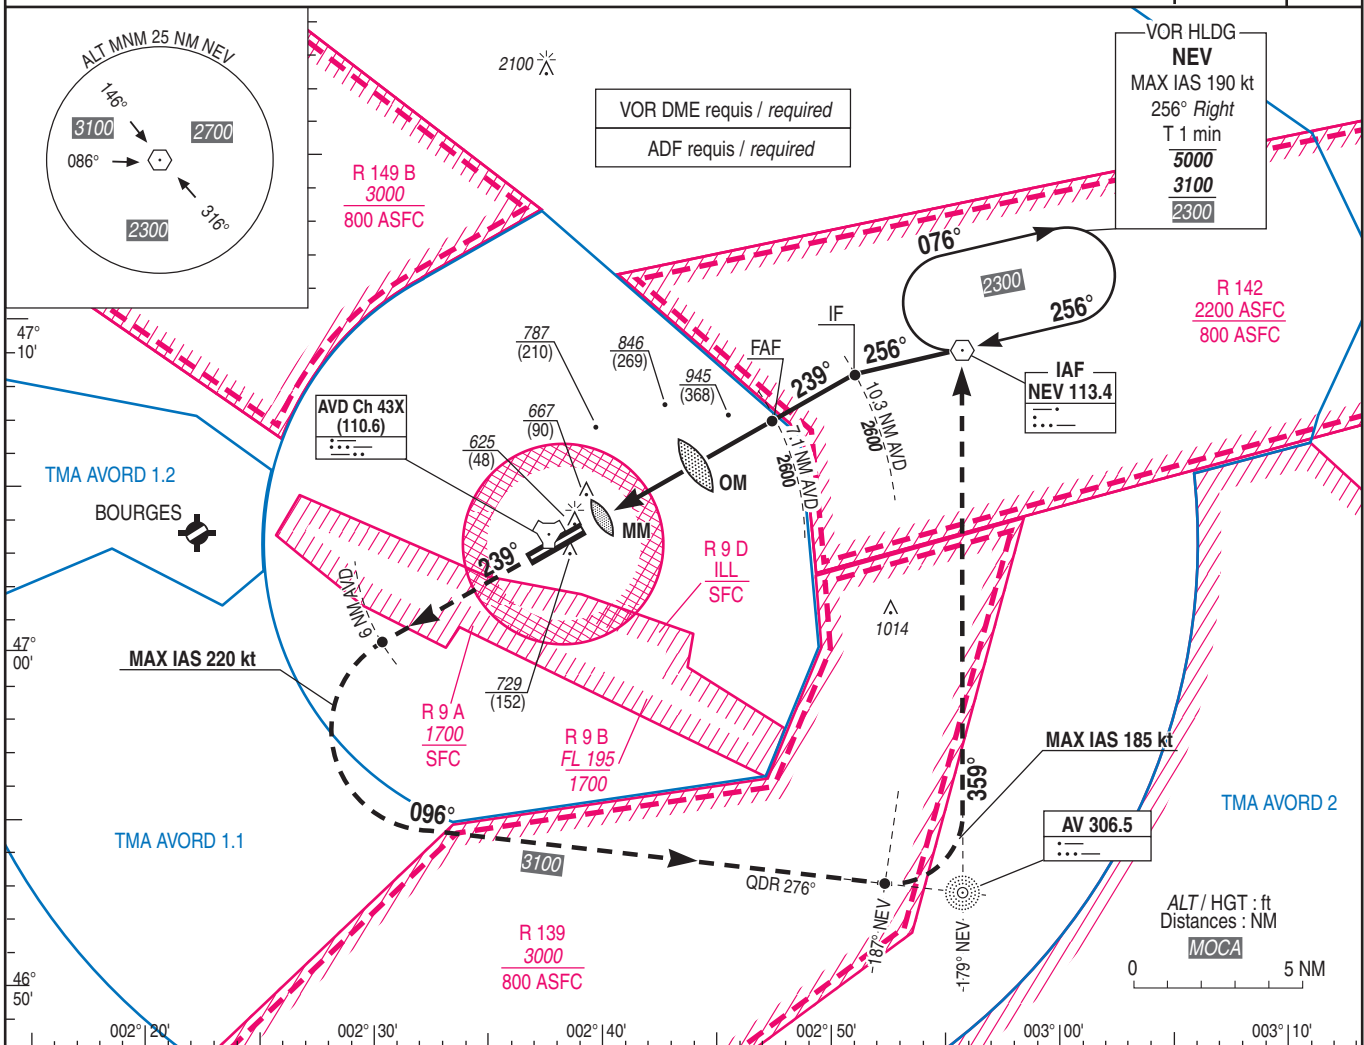 ALT MNM 25 NM NEV
146°
3100
2700
086°
316°
2300
2100
VOR DME requis / required
ADF requis / required
VOR HLDG
NEV
MAX IAS 190 kt
256° Right
T 1 min
5000
3100
2300
R 149 B
3000
800 ASFC
076°
2300
256°
R 142
2200 ASFC
800 ASFC
47°
10'
787
(210)
846
(269)
945
(368)
IF
FAF
256°
239°
IAF
NEV 113.4
10.3 NM AVD
2600
7.1 NM AVD
2600
AVD Ch 43X
(110.6)
667
(90)
625
(48)
OM
MM
TMA AVORD 1.2
BOURGES
239°
R 9 D
ILL
SFC
6 NM AVD
1014
47°
00'
MAX IAS 220 kt
729
(152)
R 9 A
1700
SFC
R 9 B
FL 195
1700
MAX IAS 185 kt
359°
TMA AVORD 2
096°
AV 306.5
TMA AVORD 1.1
3100
QDR 276°
187° NEV
179° NEV
ALT / HGT : ft
Distances : NM
MOCA
0 5 NM
R 139
3000
800 ASFC
46°
50'
002° 20' 002° 30' 002° 40' 002° 50' 003° 00' 003° 10'